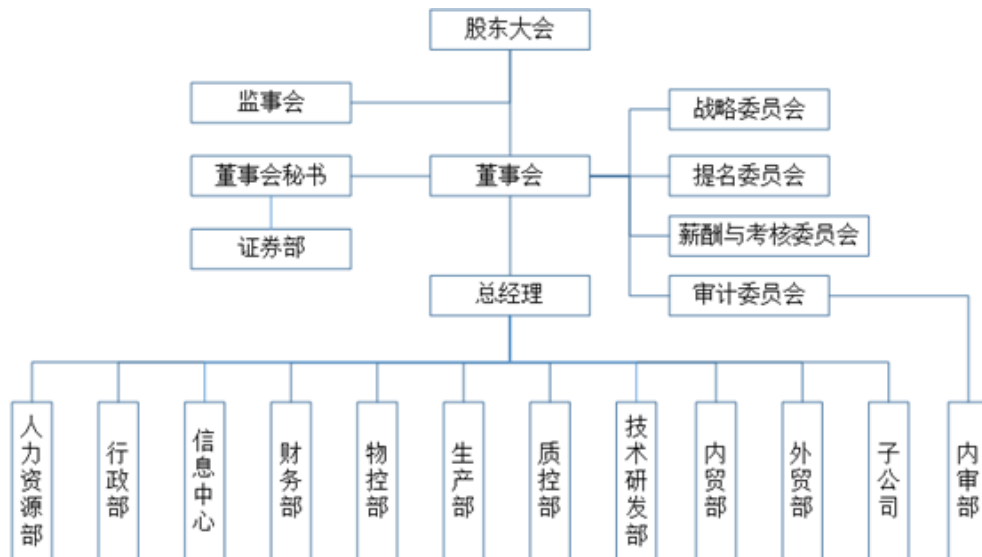 股东大会
监事会
战略委员会
董事会秘书
董事会
提名委员会
证券部
薪酬与考核委员会
总经理
审计委员会
人力资源部
行政部
信息中心
财务部
物控部
生产部
质控部
技术研发部
内贸部
外贸部
子公司
内审部